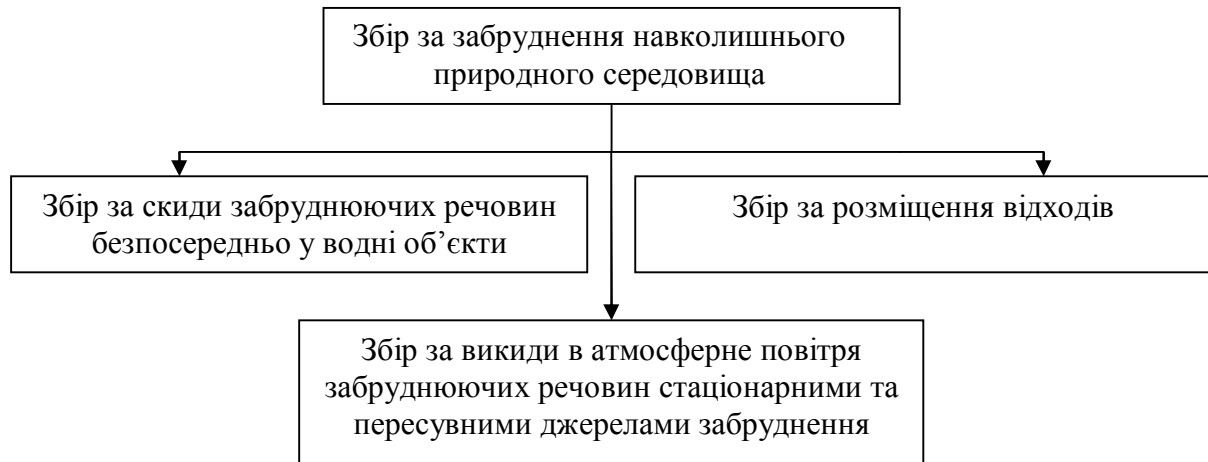 Збір за забруднення навколишнього
природного середовища
Збір за скиди забруднюючих речовин
безпосередньо у водні об’єкти
Збір за розміщення відходів
Збір за викиди в атмосферне повітря
забруднюючих речовин стаціонарними та
пересувними джерелами забруднення